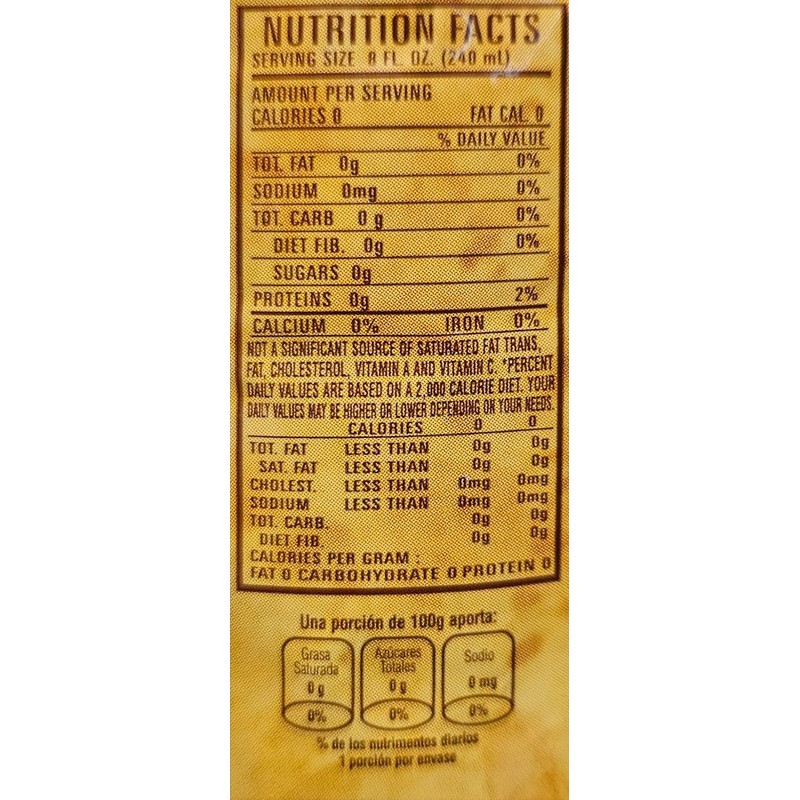 NUTRITION FACTS
SERVING SIZE 8 FL. OZ. (240 mL)
AMOUNT PER SERVING
CALORIES 0 FAT CAL. 0
% DAILY VALUE
TOT. FAT 0g 0%
SODIUM 0mg 0%
TOT. CARB 0 g 0%
DIET FIB. 0g 0%
SUGARS 0g
PROTEINS 0g 2%
CALCIUM 0% IRON 0%
NOT A SIGNIFICANT SOURCE OF SATURATED FAT TRANS,
FAT, CHOLESTEROL, VITAMIN A AND VITAMIN C. *PERCENT
DAILY VALUES ARE BASED ON A 2,000 CALORIE DIET. YOUR
DAILY VALUES MAY BE HIGHER OR LOWER DEPENDING ON YOUR NEEDS.
CALORIES 0 0
TOT. FAT LESS THAN 0g 0g
SAT. FAT LESS THAN 0g 0g
CHOLEST. LESS THAN 0mg 0mg
SODIUM LESS THAN 0mg 0mg
TOT. CARB. 0g 0g
DIET FIB. 0g 0g
CALORIES PER GRAM :
FAT 0 CARBOHYDRATE 0 PROTEIN 0
Una porción de 100g aporta:
Grasa Saturada 0 g 0%
Azúcares Totales 0 g 0%
Sodio 0 mg 0%
% de los nutrimentos diarios
1 porción por envase